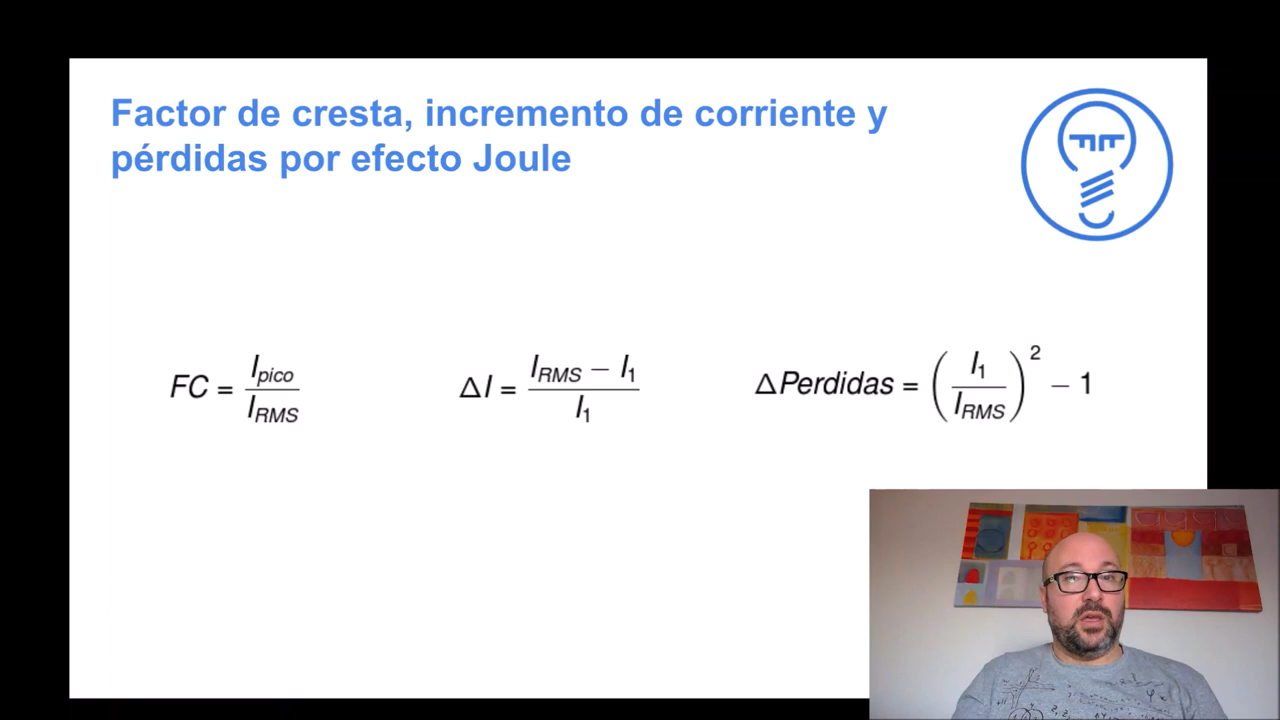 Factor de cresta, incremento de corriente y
pérdidas por efecto Joule
FC = I_pico / I_RMS
ΔI = (I_RMS − I_1) / I_1
ΔPerdidas = (I_1 / I_RMS)^2 − 1